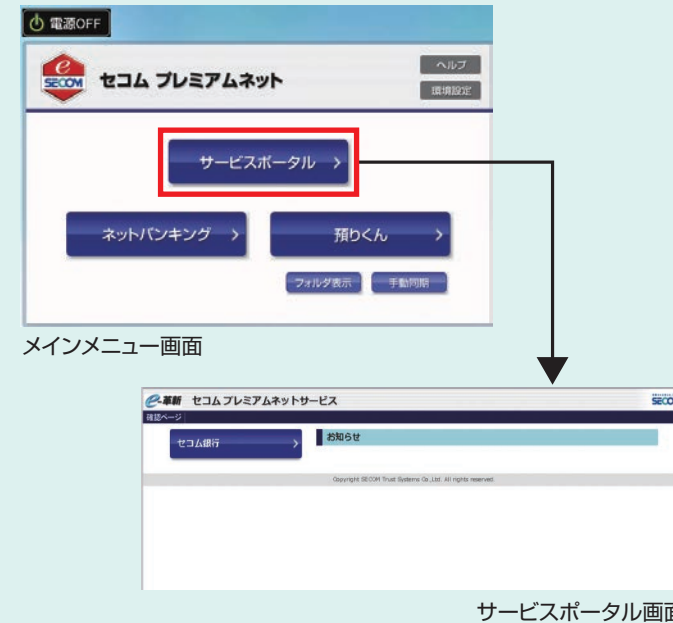 電源OFF
e
SECOM
セコム プレミアムネット
ヘルプ
環境設定
サービスポータル >
ネットバンキング >
預りくん >
フォルダ表示
手動同期
メインメニュー画面
e-革新 セコムプレミアムネットサービス
SECO
確認ページ
セコム銀行 >
お知らせ
Copyright SECOM Trust Systems Co.,Ltd. All rights reserved.
サービスポータル画面